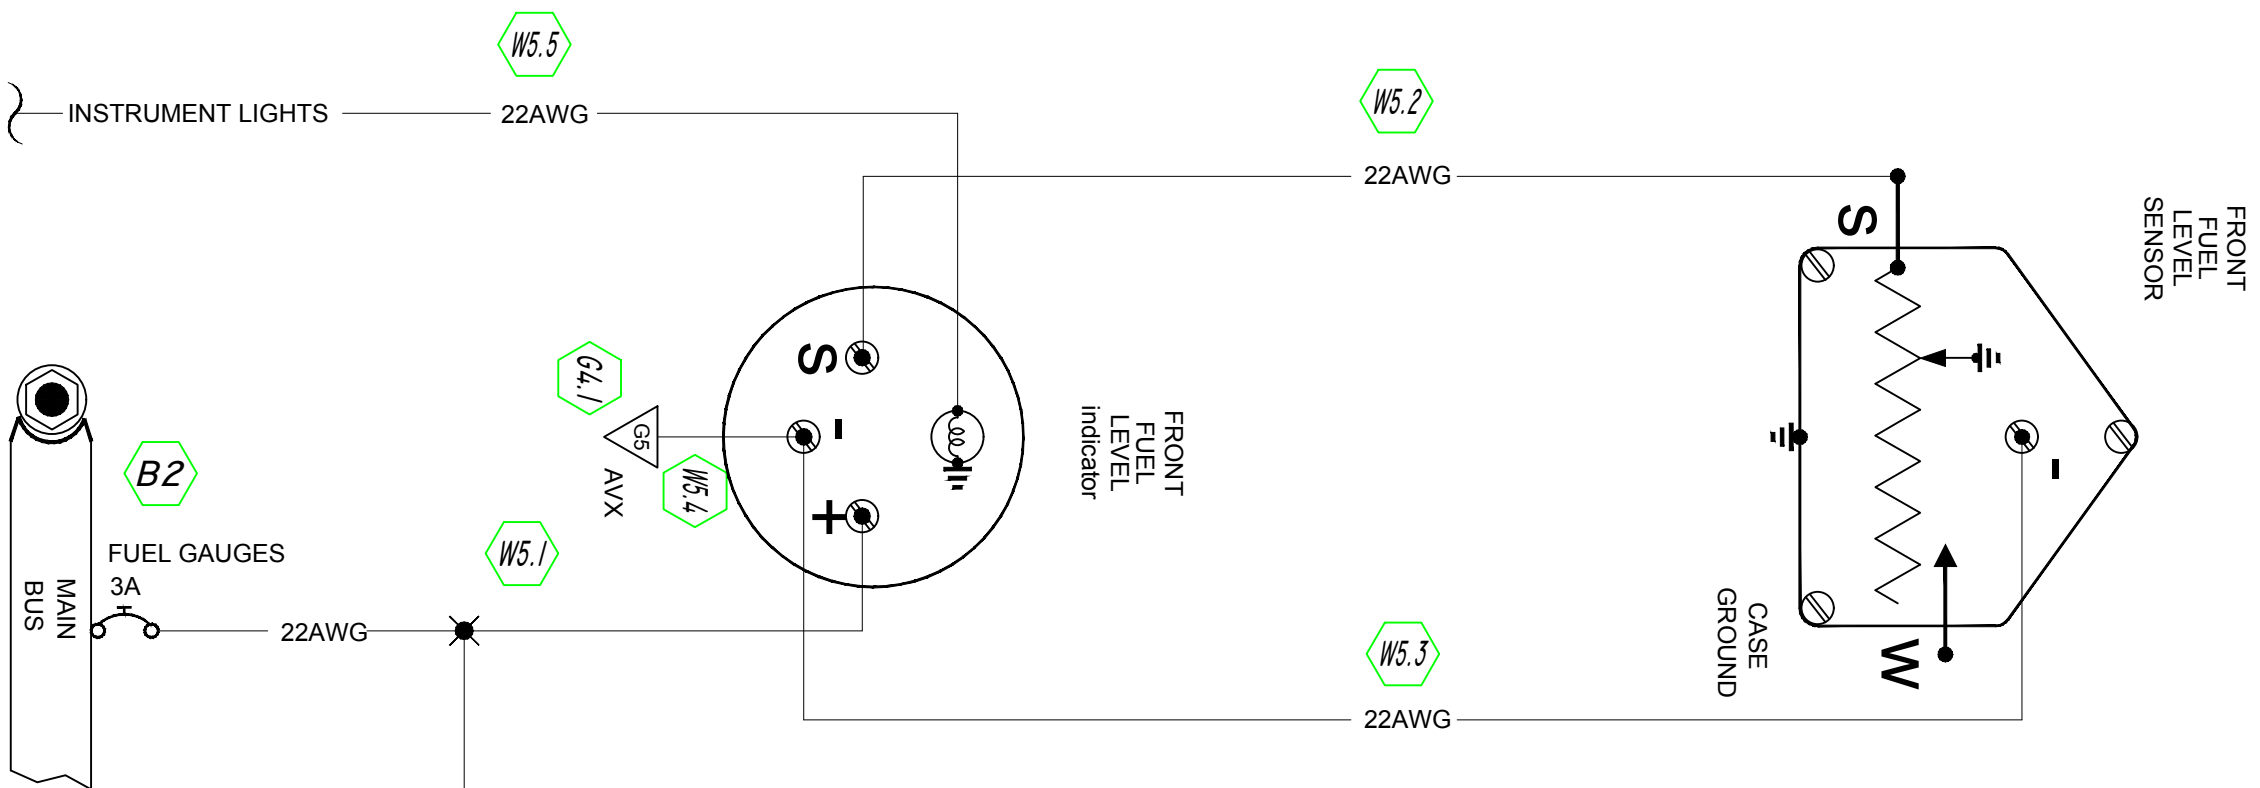 W5.5
INSTRUMENT LIGHTS
22AWG
W5.2
22AWG
S
FRONT
FUEL
LEVEL
SENSOR
G4.1
G5
AVX
W5.4
S
-
+
FRONT
FUEL
LEVEL
indicator
-
B2
FUEL GAUGES
3A
MAIN
BUS
W5.1
22AWG
W5.3
22AWG
CASE
GROUND
W